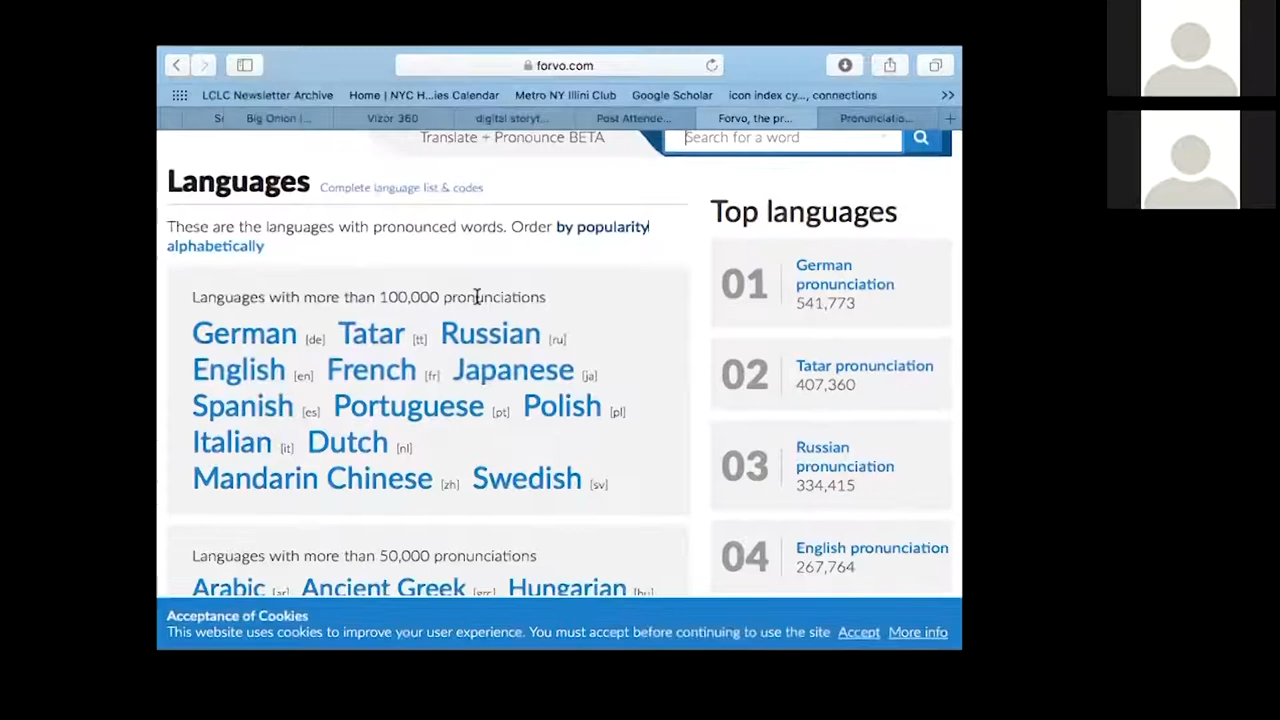 forvo.com
LCLC Newsletter Archive Home | NYC H...ies Calendar Metro NY Illini Club Google Scholar icon index cy..., connections >>
Big Onion |... Vizor 360 digital storyt... Post Attende... Forvo, the pr... Pronunciatio... +
Translate + Pronounce BETA Search for a word
Languages Complete language list & codes
These are the languages with pronounced words. Order by popularity
alphabetically
Languages with more than 100,000 pronunciations
German [de] Tatar [tt] Russian [ru]
English [en] French [fr] Japanese [ja]
Spanish [es] Portuguese [pt] Polish [pl]
Italian [it] Dutch [nl]
Mandarin Chinese [zh] Swedish [sv]
Languages with more than 50,000 pronunciations
Arabic [ar] Ancient Greek [grc] Hungarian [hu]
Top languages
01 German
pronunciation
541,773
02 Tatar pronunciation
407,360
03 Russian
pronunciation
334,415
04 English pronunciation
267,764
Acceptance of Cookies
This website uses cookies to improve your user experience. You must accept before continuing to use the site Accept More info